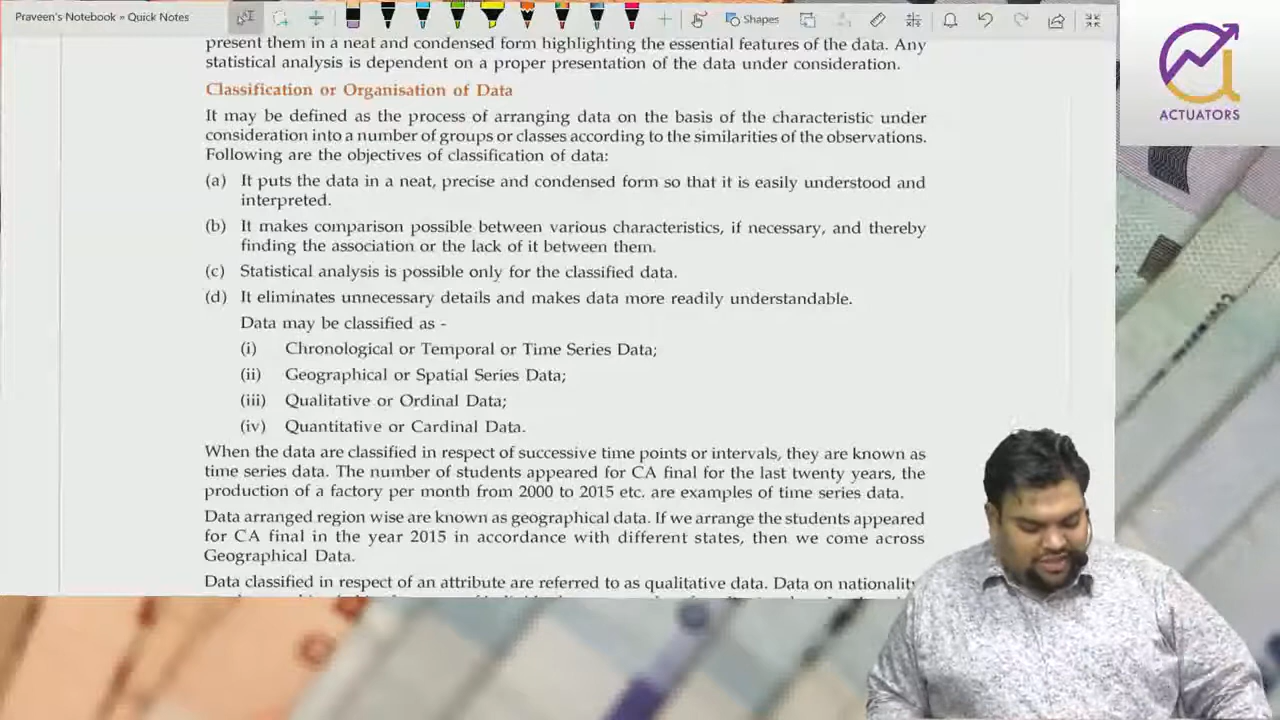 Praveen's Notebook » Quick Notes
Shapes
present them in a neat and condensed form highlighting the essential features of the data. Any
statistical analysis is dependent on a proper presentation of the data under consideration.
Classification or Organisation of Data
It may be defined as the process of arranging data on the basis of the characteristic under
consideration into a number of groups or classes according to the similarities of the observations.
Following are the objectives of classification of data:
(a) It puts the data in a neat, precise and condensed form so that it is easily understood and
interpreted.
(b) It makes comparison possible between various characteristics, if necessary, and thereby
finding the association or the lack of it between them.
(c) Statistical analysis is possible only for the classified data.
(d) It eliminates unnecessary details and makes data more readily understandable.
Data may be classified as -
(i) Chronological or Temporal or Time Series Data;
(ii) Geographical or Spatial Series Data;
(iii) Qualitative or Ordinal Data;
(iv) Quantitative or Cardinal Data.
When the data are classified in respect of successive time points or intervals, they are known as
time series data. The number of students appeared for CA final for the last twenty years, the
production of a factory per month from 2000 to 2015 etc. are examples of time series data.
Data arranged region wise are known as geographical data. If we arrange the students appeared
for CA final in the year 2015 in accordance with different states, then we come across
Geographical Data.
Data classified in respect of an attribute are referred to as qualitative data. Data on nationality
ACTUATORS